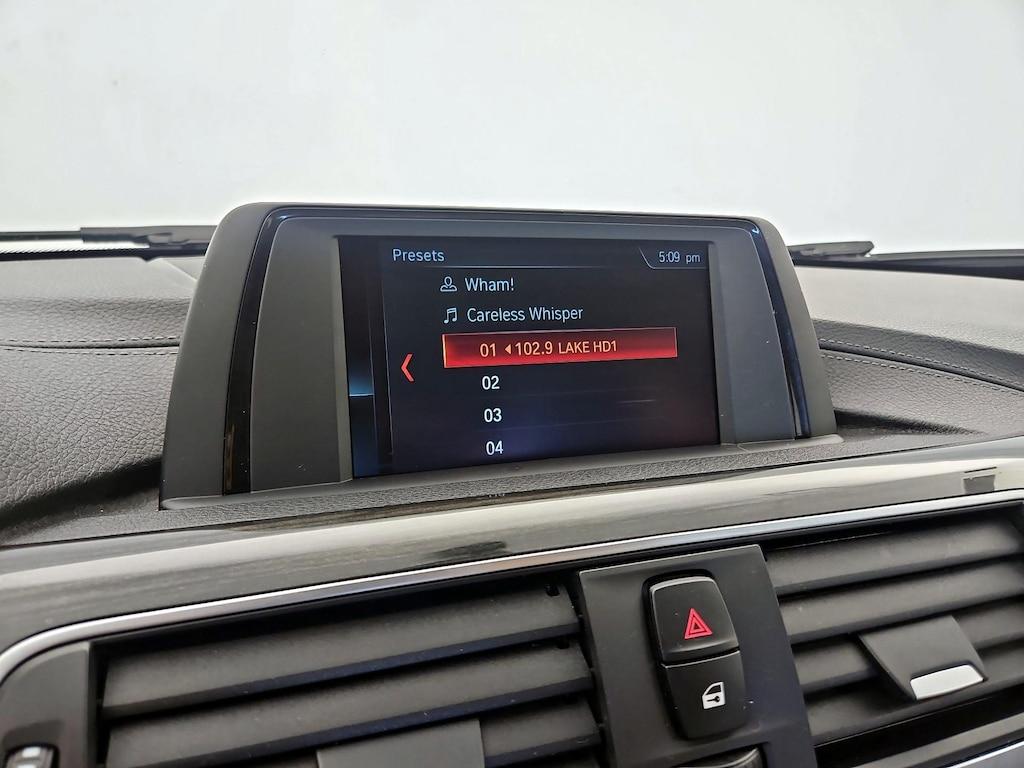 Presets 5:09 pm
Wham!
Careless Whisper
01 ◂102.9 LAKE HD1
02
03
04